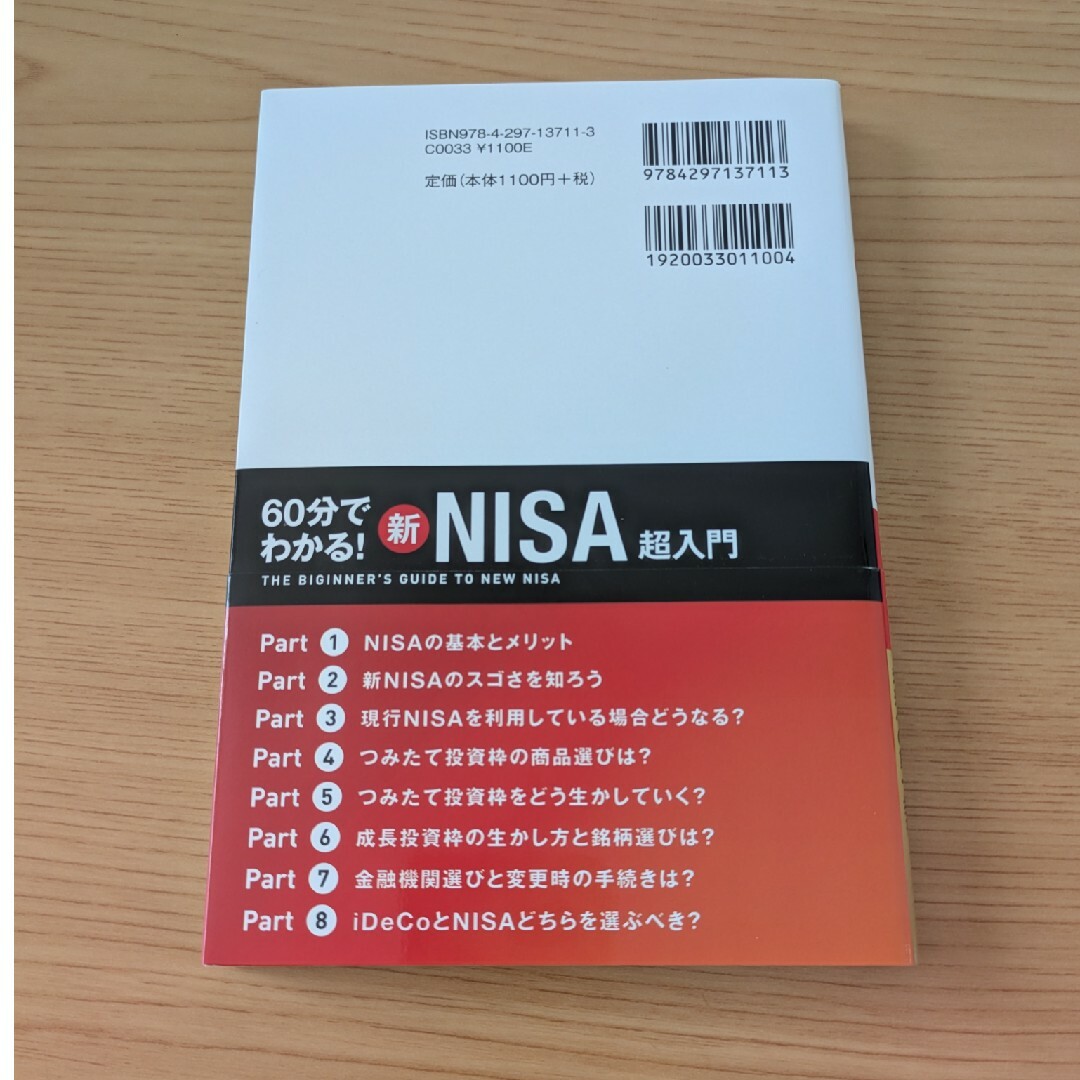 ISBN978-4-297-13711-3
C0033 ¥1100E
定価(本体1100円+税)
9784297137113
1920033011004
60分で
わかる!
新
NISA
超入門
THE BIGINNER'S GUIDE TO NEW NISA
Part 1 NISAの基本とメリット
Part 2 新NISAのスゴさを知ろう
Part 3 現行NISAを利用している場合どうなる?
Part 4 つみたて投資枠の商品選びは?
Part 5 つみたて投資枠をどう生かしていく?
Part 6 成長投資枠の生かし方と銘柄選びは?
Part 7 金融機関選びと変更時の手続きは?
Part 8 iDeCoとNISAどちらを選ぶべき?